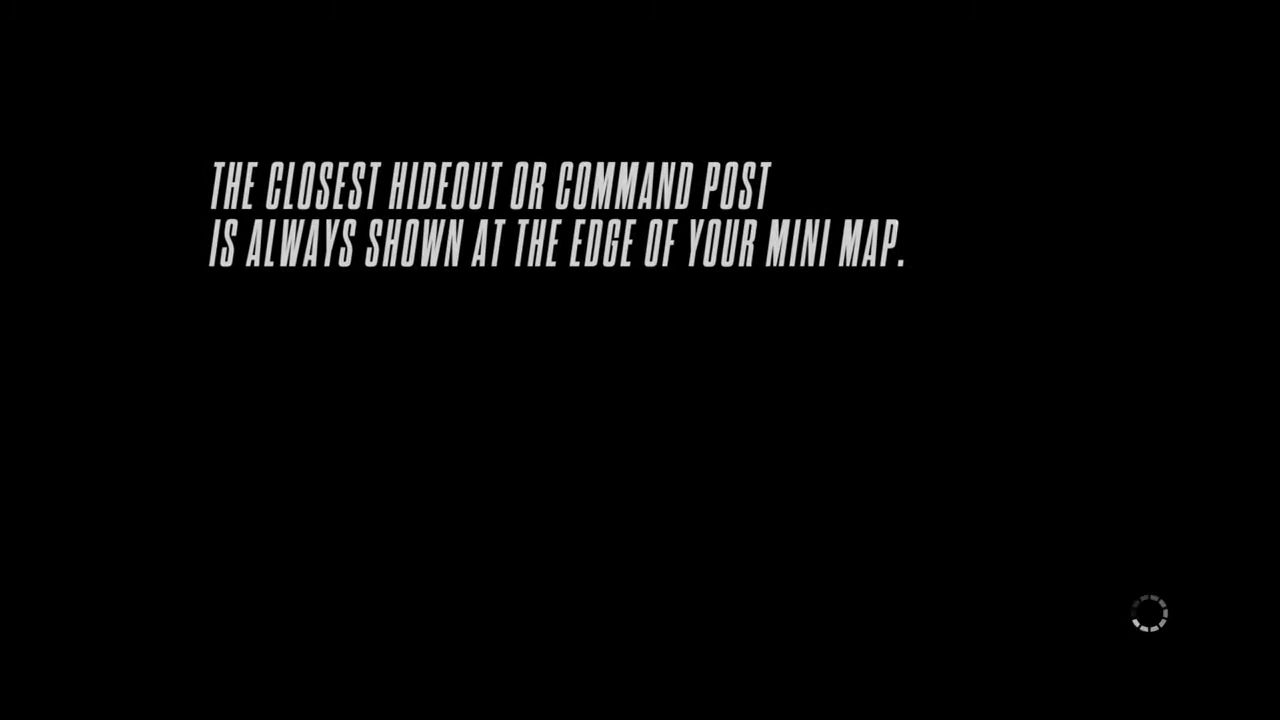 THE CLOSEST HIDEOUT OR COMMAND POST
IS ALWAYS SHOWN AT THE EDGE OF YOUR MINI MAP.